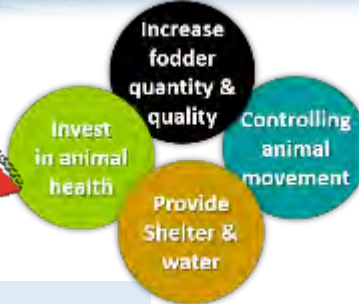 Increase
fodder
quantity &
quality
Invest
in animal
health
Controlling
animal
movement
Provide
Shelter &
water